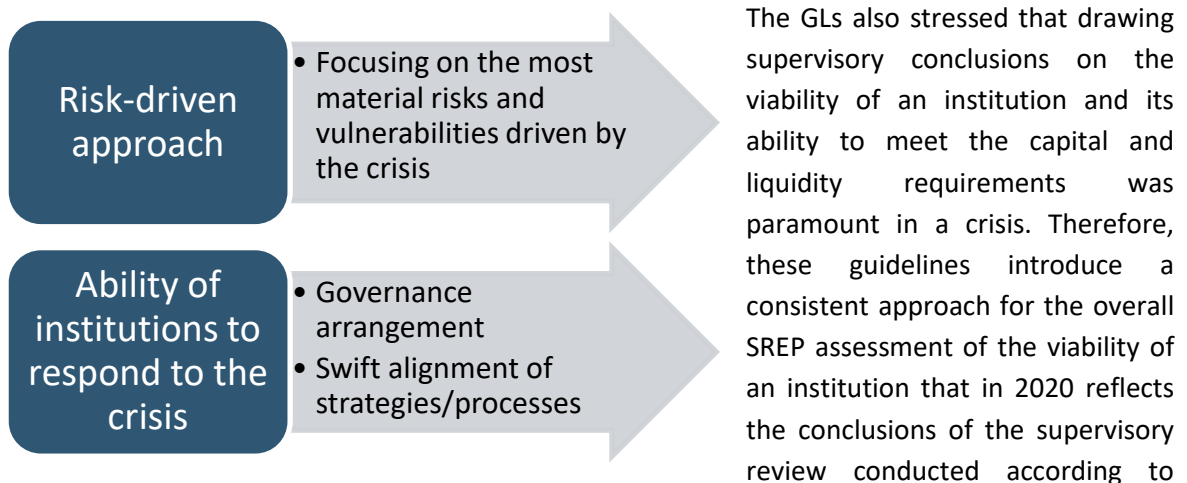 Risk-driven
approach
• Focusing on the most
material risks and
vulnerabilities driven by
the crisis
Ability of
institutions to
respond to the
crisis
• Governance
arrangement
• Swift alignment of
strategies/processes
The GLs also stressed that drawing
supervisory conclusions on the
viability of an institution and its
ability to meet the capital and
liquidity requirements was
paramount in a crisis. Therefore,
these guidelines introduce a
consistent approach for the overall
SREP assessment of the viability of
an institution that in 2020 reflects
the conclusions of the supervisory
review conducted according to